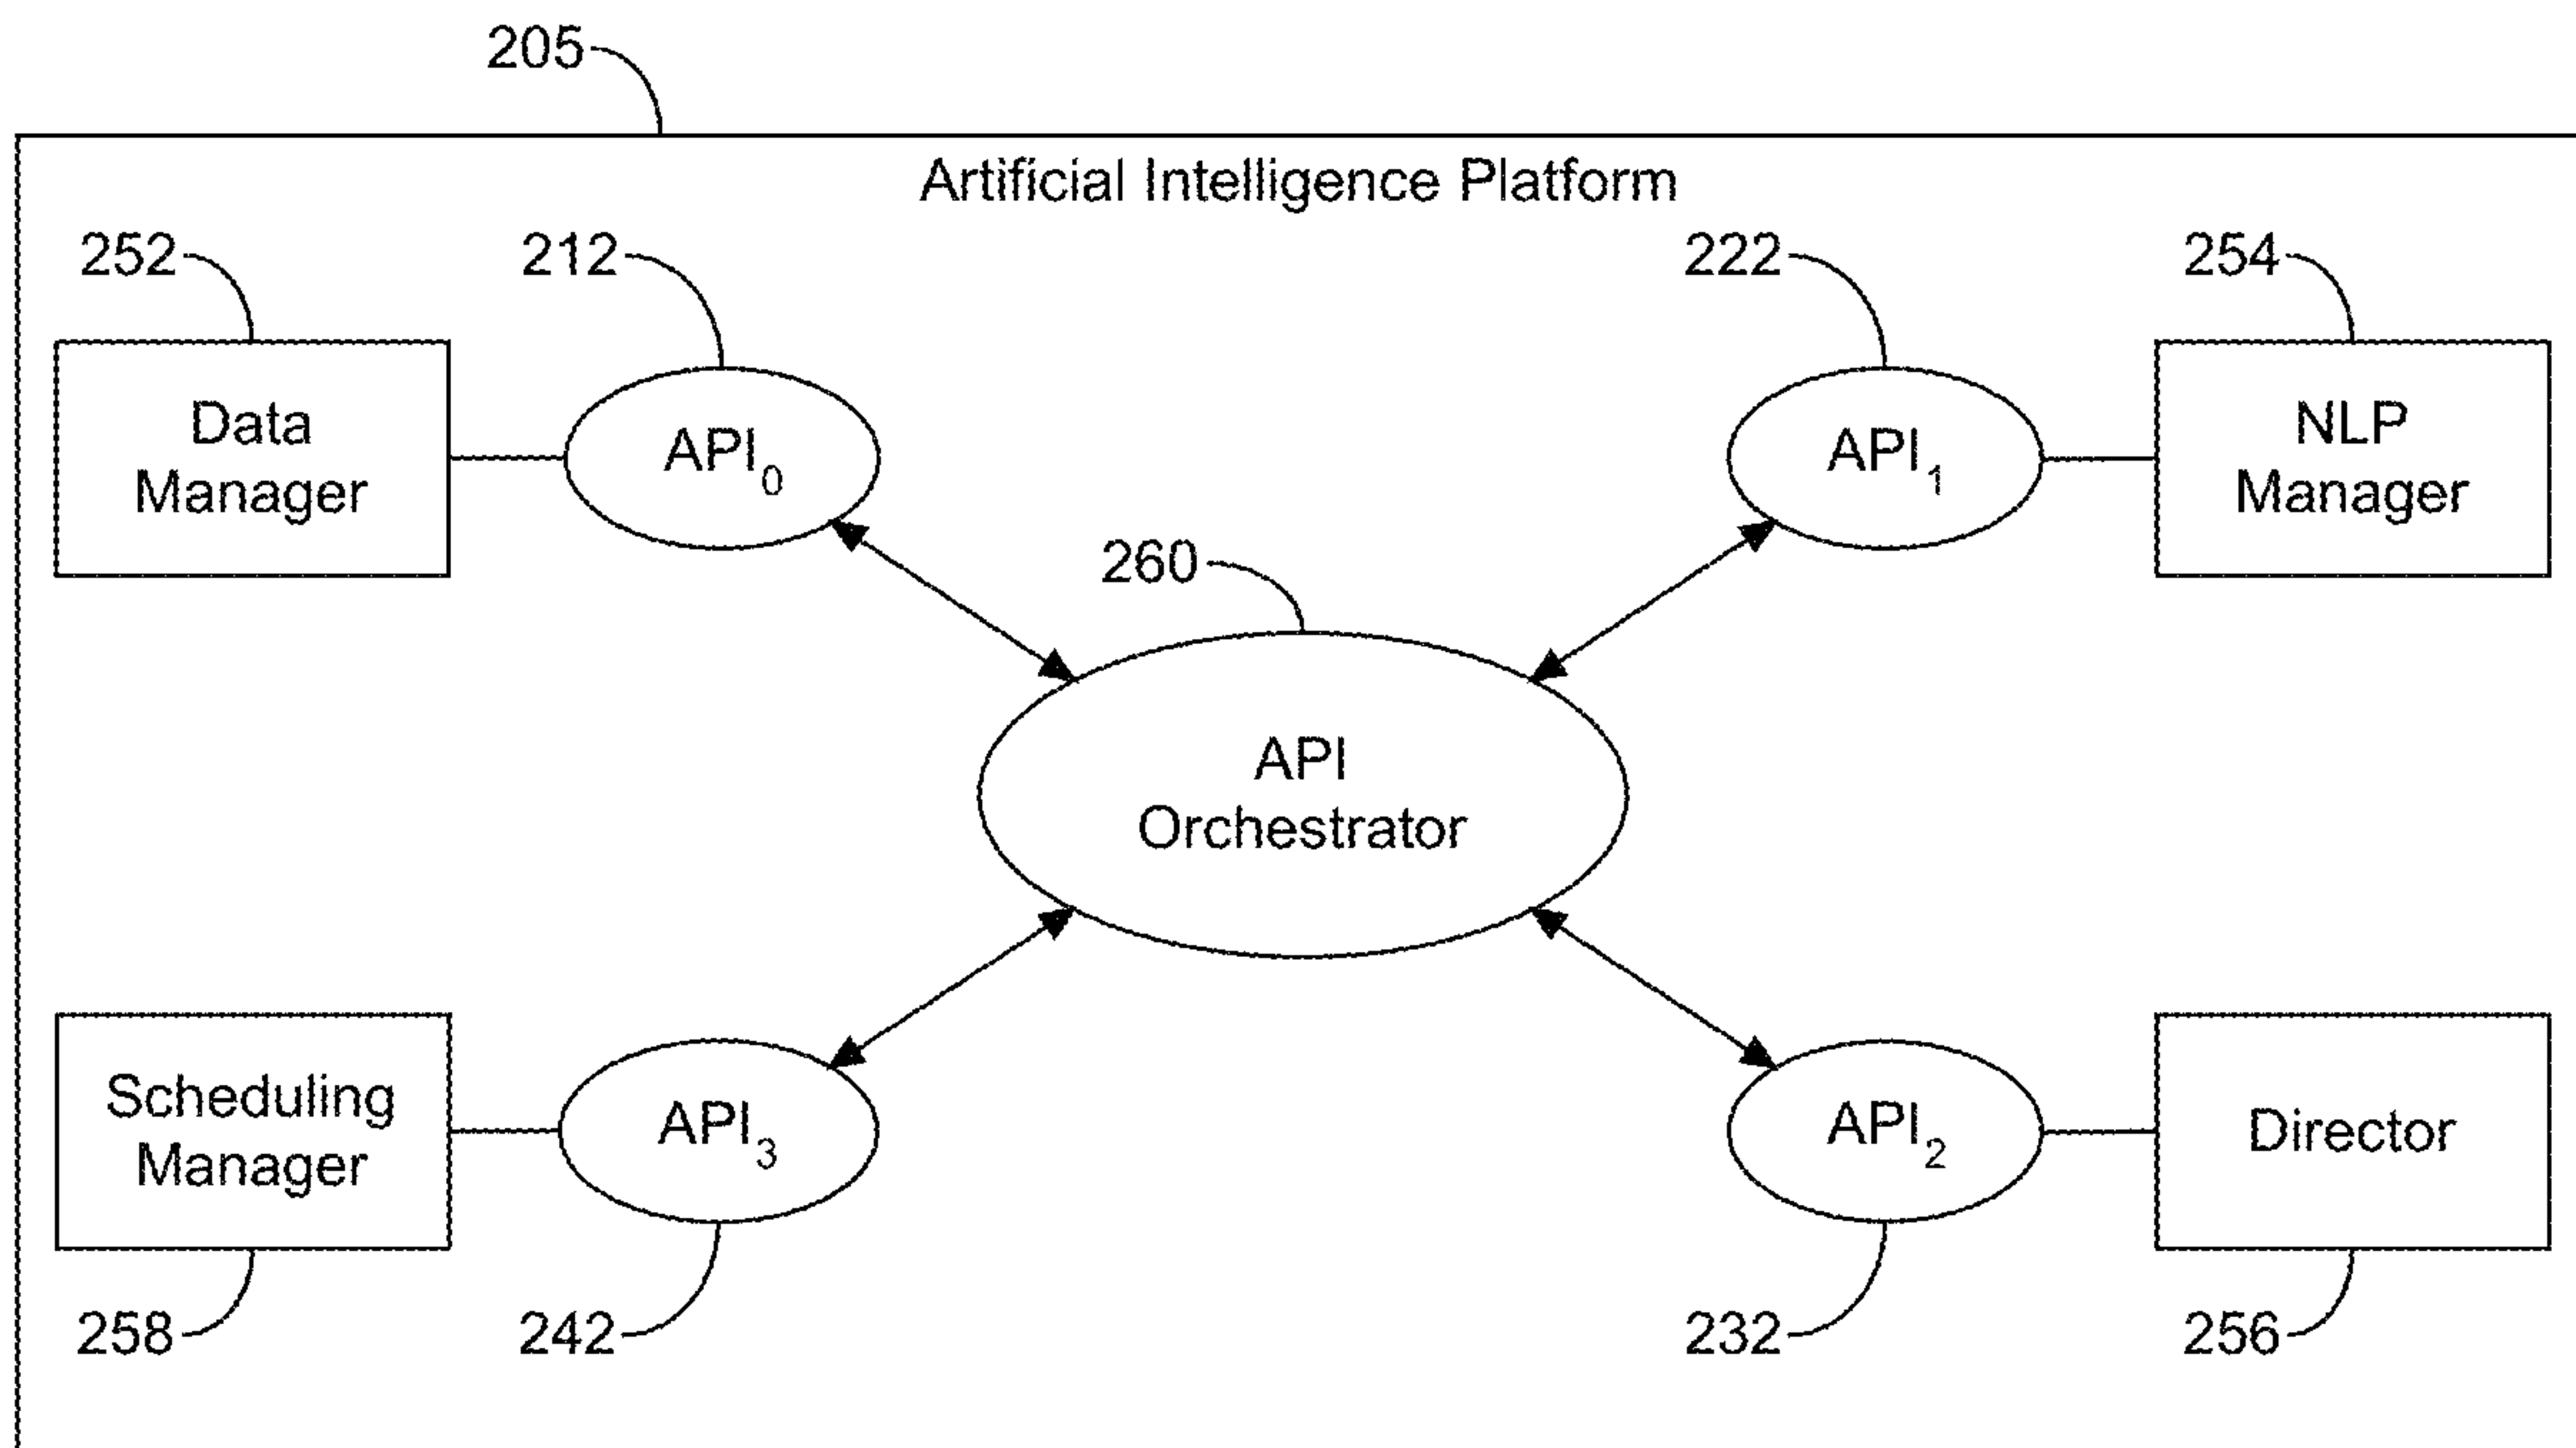 205
Artificial Intelligence Platform
252
212
222
254
Data
Manager
API0
API1
NLP
Manager
260
API
Orchestrator
Scheduling
Manager
API3
API2
Director
258
242
232
256